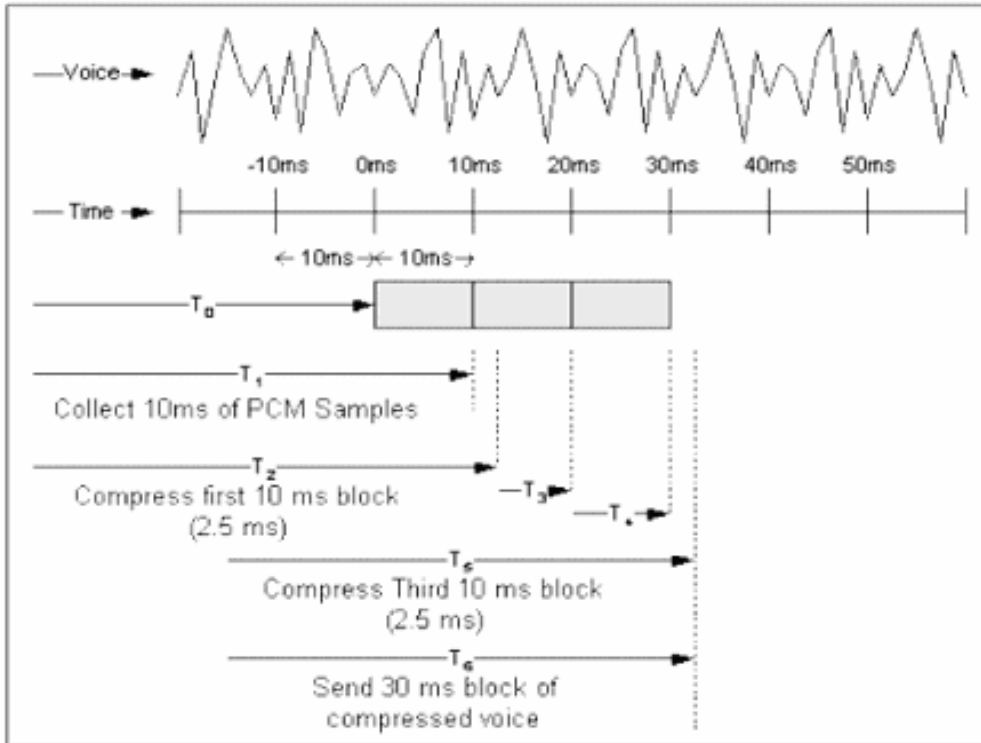 Voice
-10ms 0ms 10ms 20ms 30ms 40ms 50ms
Time
10ms 10ms
T0
T1
Collect 10ms of PCM Samples
T2
Compress first 10 ms block
(2.5 ms)
T3
T4
T5
Compress Third 10 ms block
(2.5 ms)
T6
Send 30 ms block of
compressed voice